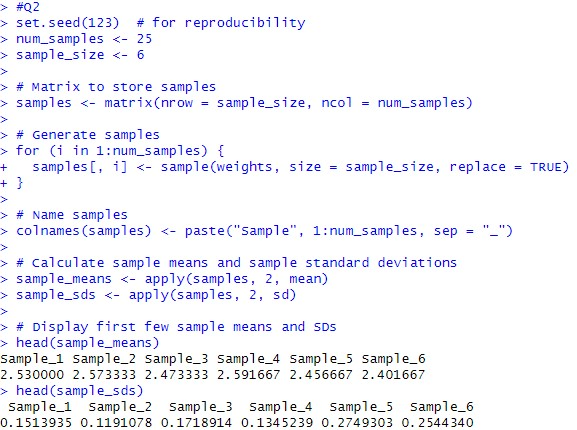 > #Q2
> set.seed(123)  # for reproducibility
> num_samples <- 25
> sample_size <- 6
>
> # Matrix to store samples
> samples <- matrix(nrow = sample_size, ncol = num_samples)
>
> # Generate samples
> for (i in 1:num_samples) {
+   samples[, i] <- sample(weights, size = sample_size, replace = TRUE)
+ }
>
> # Name samples
> colnames(samples) <- paste("Sample", 1:num_samples, sep = "_")
>
> # Calculate sample means and sample standard deviations
> sample_means <- apply(samples, 2, mean)
> sample_sds <- apply(samples, 2, sd)
>
> # Display first few sample means and SDs
> head(sample_means)
Sample_1 Sample_2 Sample_3 Sample_4 Sample_5 Sample_6
2.530000 2.573333 2.473333 2.591667 2.456667 2.401667
> head(sample_sds)
 Sample_1  Sample_2  Sample_3  Sample_4  Sample_5  Sample_6
0.1513935 0.1191078 0.1718914 0.1345239 0.2749303 0.2544340